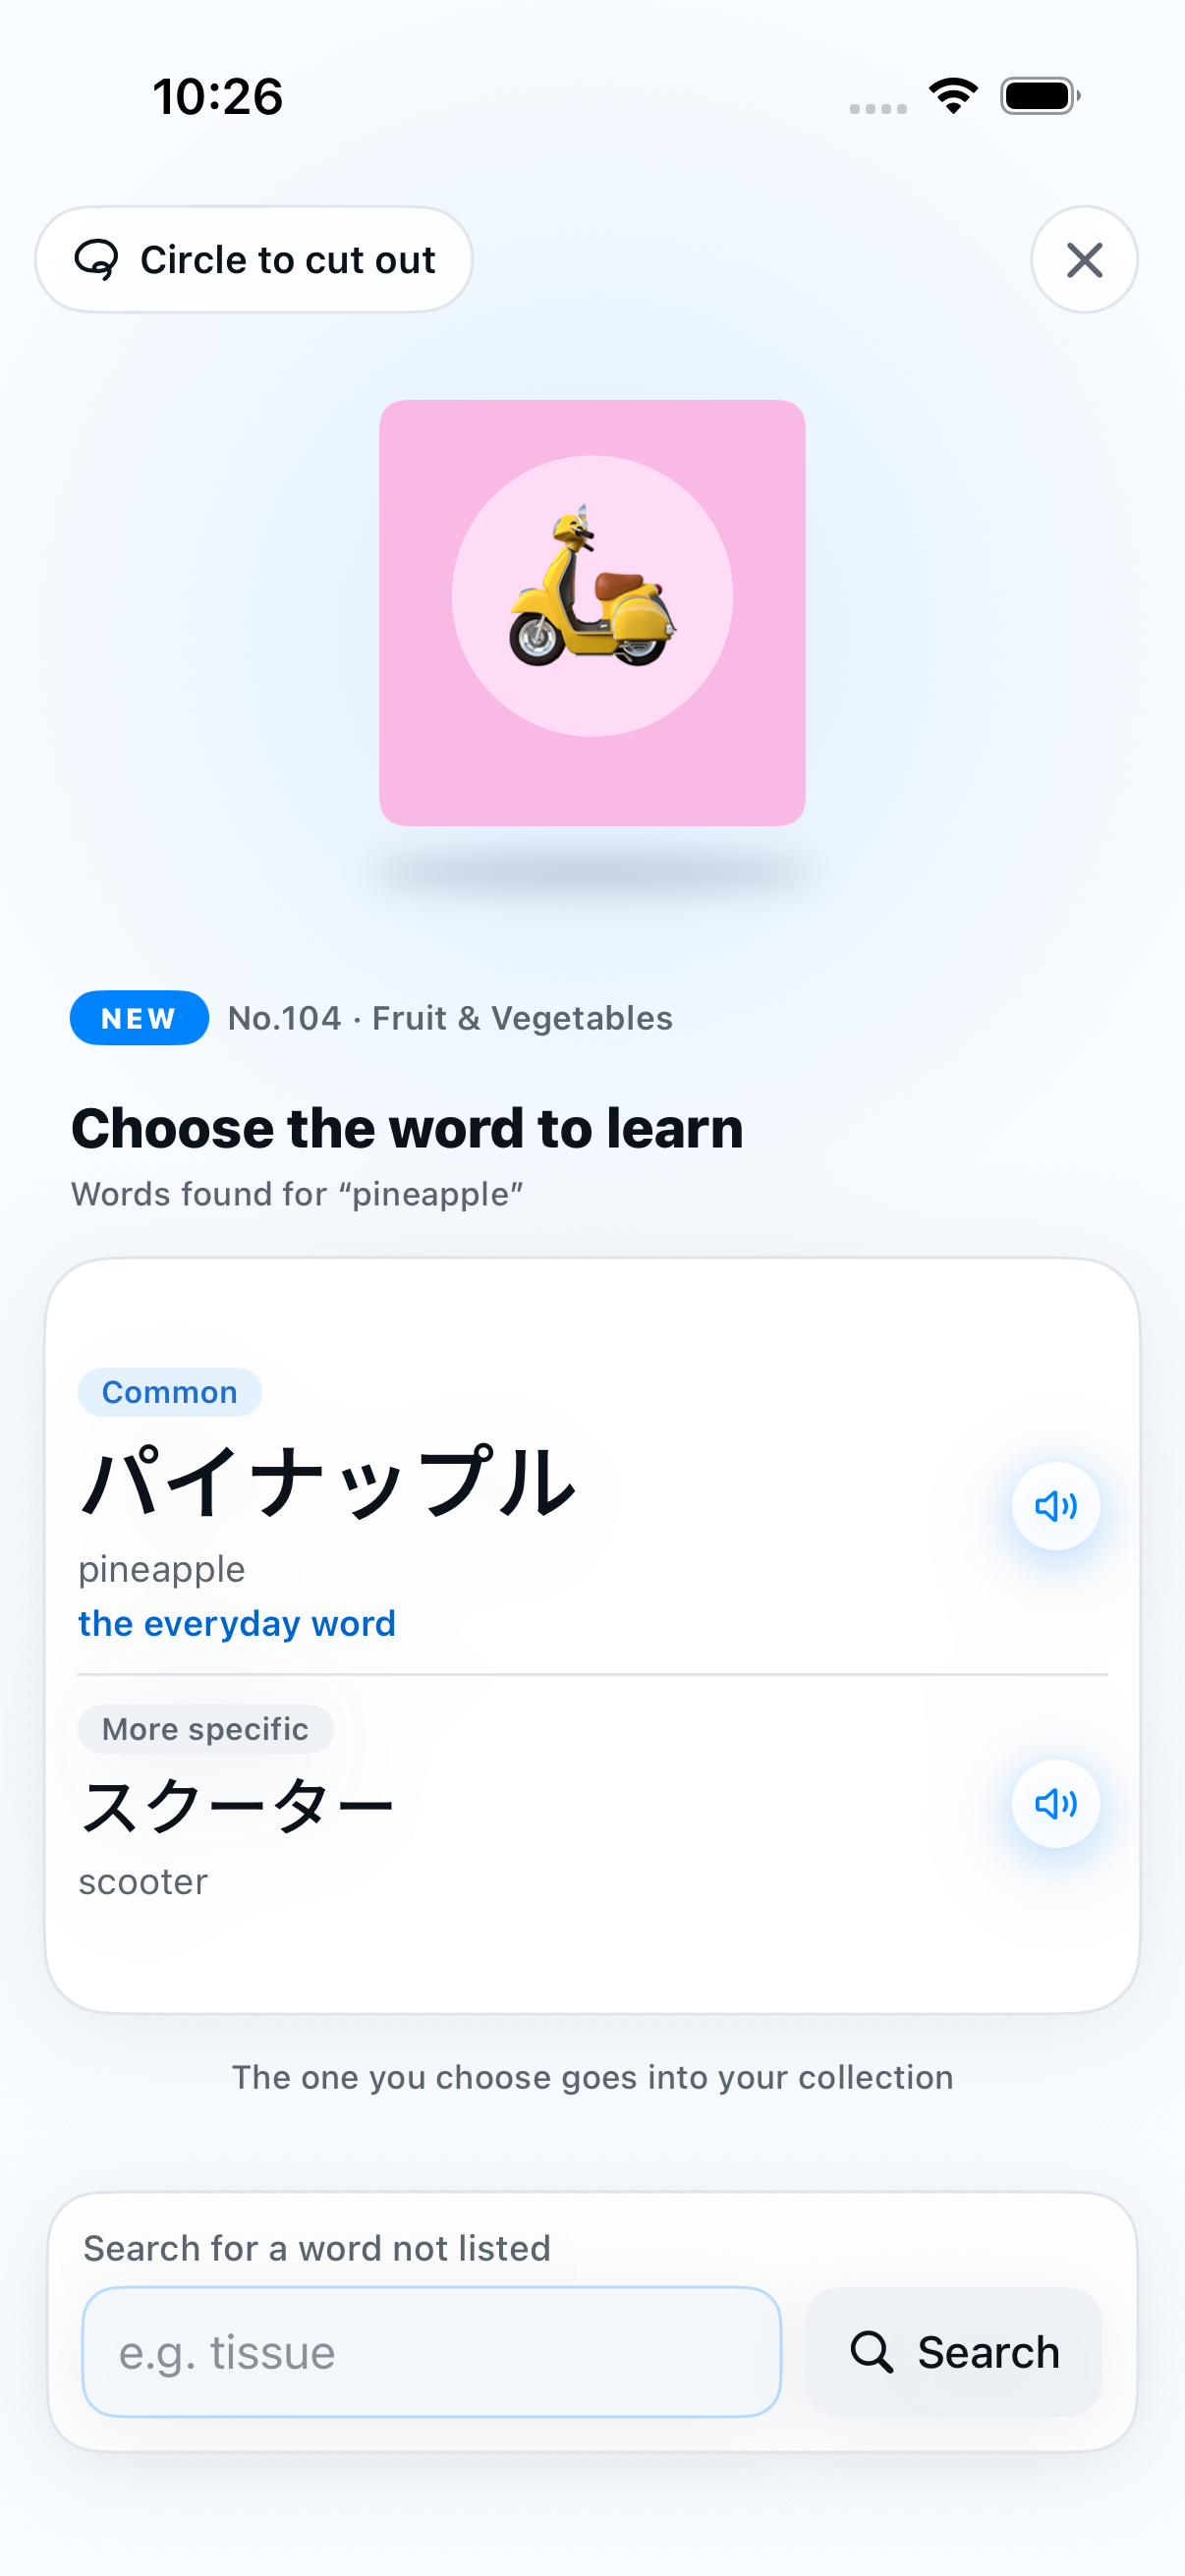 10:26
Circle to cut out
NEW No.104 · Fruit & Vegetables
Choose the word to learn
Words found for “pineapple”
Common
パイナップル
pineapple
the everyday word
More specific
スクーター
scooter
The one you choose goes into your collection
Search for a word not listed
e.g. tissue
Search